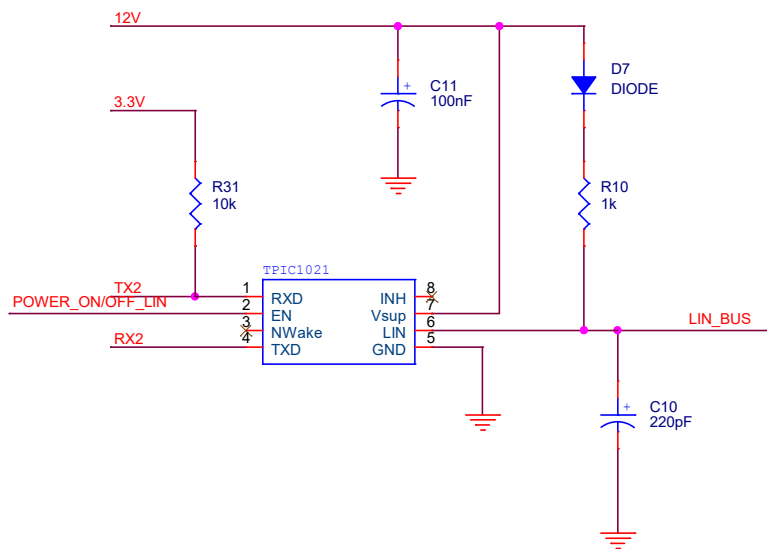 12V
D7
DIODE
C11
+
100nF
3.3V
R31
10k
R10
1k
TPIC1021
TX2
POWER_ON/OFF_LIN
RX2
1
2
3
4
RXD
EN
NWake
TXD
INH
Vsup
LIN
GND
8
7
6
5
LIN_BUS
+
C10
220pF